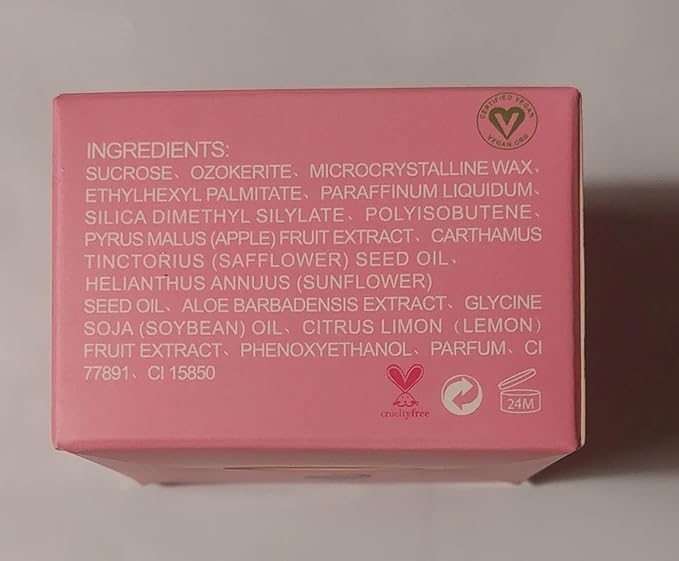 CERTIFIED VEGAN
VEGAN.ORG
INGREDIENTS:
SUCROSE、OZOKERITE、MICROCRYSTALLINE WAX、
ETHYLHEXYL PALMITATE、PARAFFINUM LIQUIDUM、
SILICA DIMETHYL SILYLATE、POLYISOBUTENE、
PYRUS MALUS (APPLE) FRUIT EXTRACT、CARTHAMUS
TINCTORIUS (SAFFLOWER) SEED OIL、
HELIANTHUS ANNUUS (SUNFLOWER)
SEED OIL、ALOE BARBADENSIS EXTRACT、GLYCINE
SOJA (SOYBEAN) OIL、CITRUS LIMON（LEMON）
FRUIT EXTRACT、PHENOXYETHANOL、PARFUM、CI
77891、CI 15850
crueltyfree
24M